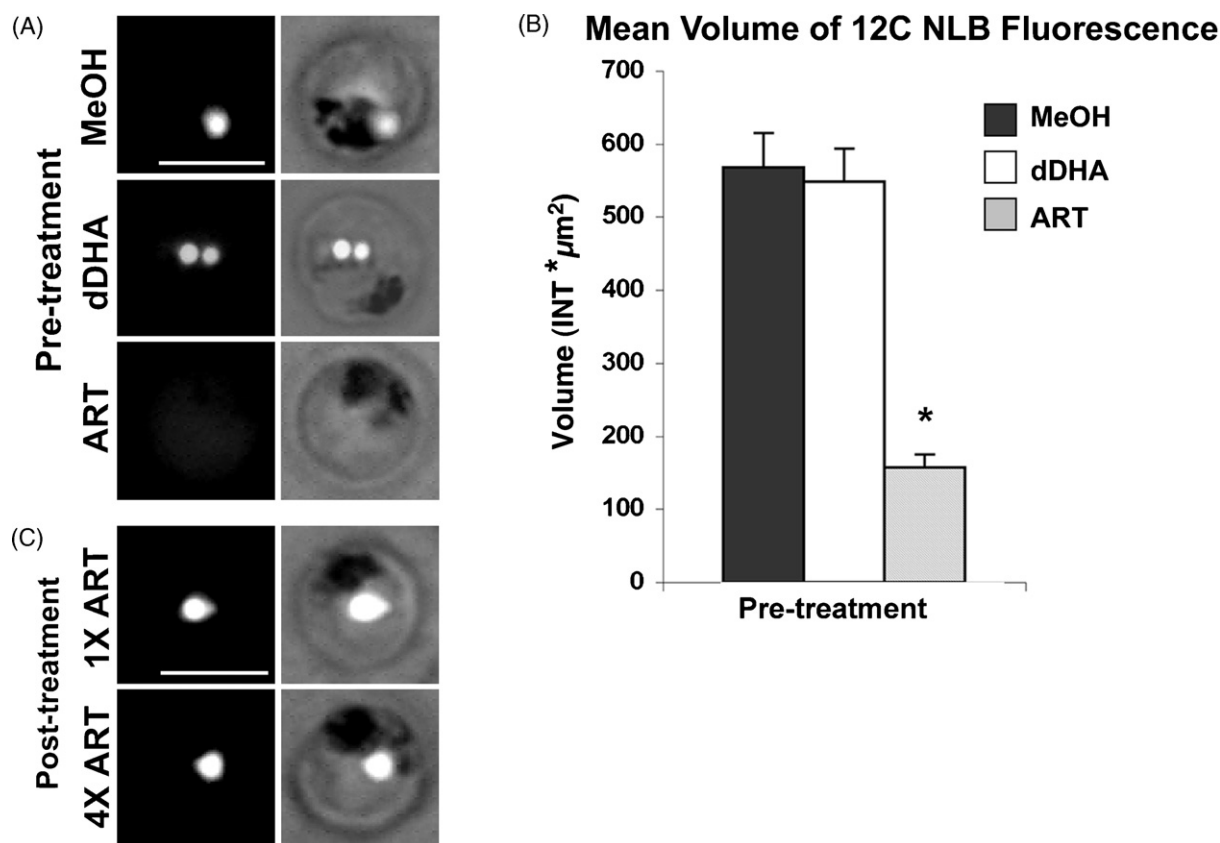 (A)
Pre-treatment
MeOH
dDHA
ART
(B) Mean Volume of 12C NLB Fluorescence
Volume (INT * µm²)
700
600
500
400
300
200
100
0
*
Pre-treatment
MeOH
dDHA
ART
(C)
Post-treatment
1X ART
4X ART